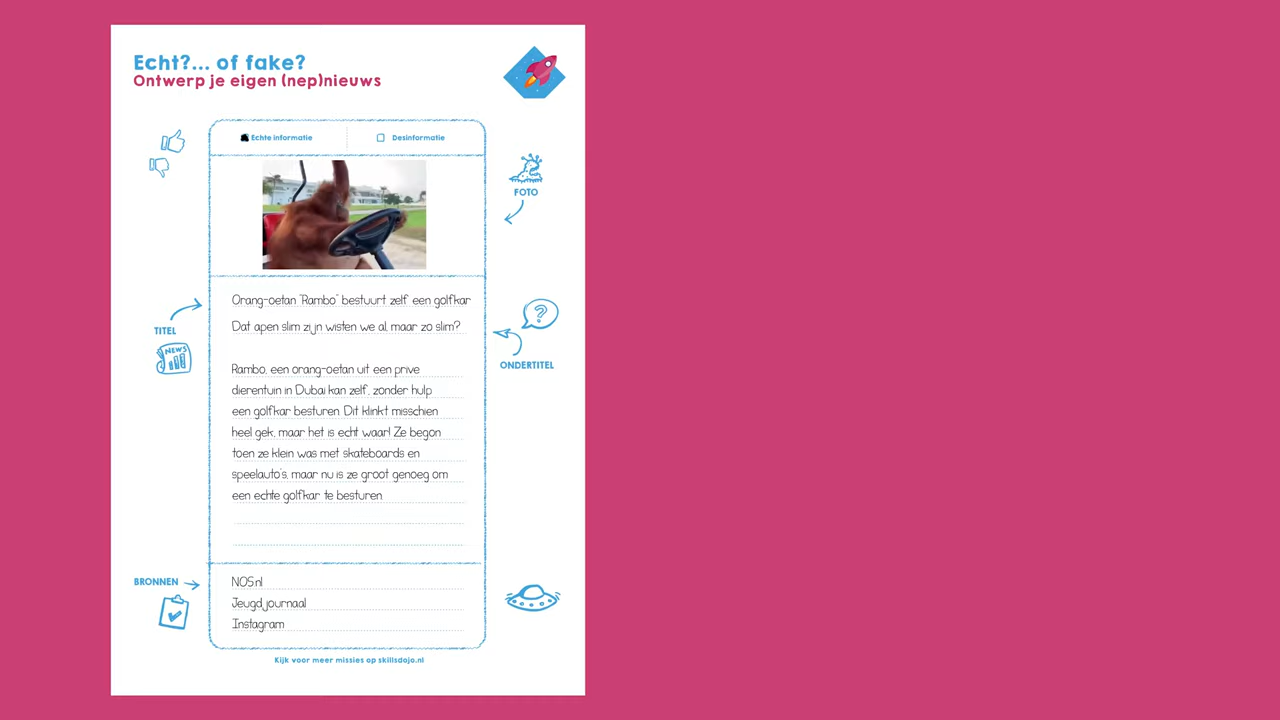 Echt?... of fake?
Ontwerp je eigen (nep)nieuws
Echte informatie
Desinformatie
FOTO
Orang-oetan "Rambo" bestuurt zelf een golfkar
Dat apen slim zijn wisten we al, maar zo slim?
TITEL
NEWS
?
ONDERTITEL
Rambo, een orang-oetan uit een prive
dierentuin in Dubai kan zelf, zonder hulp
een golfkar besturen. Dit klinkt misschien
heel gek, maar het is echt waar! Ze begon
toen ze klein was met skateboards en
speelauto's, maar nu is ze groot genoeg om
een echte golfkar te besturen.
BRONNEN
NOS.nl
Jeugdjournaal
Instagram
Kijk voor meer missies op skillsdojo.nl